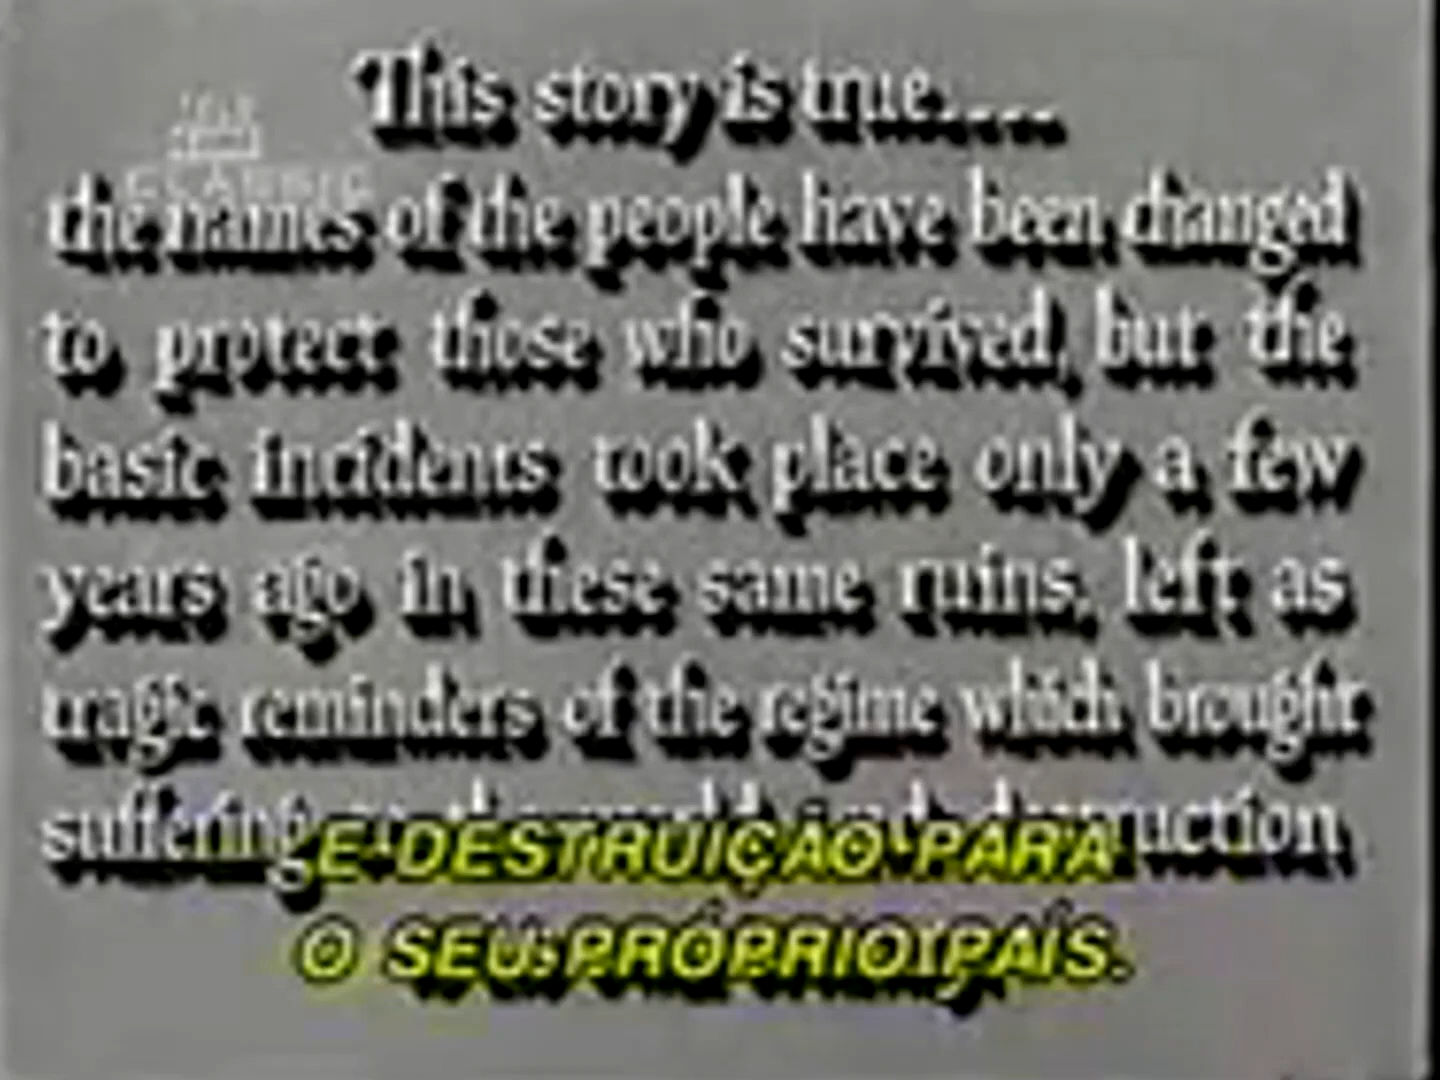 CLASSIC
This story is true....
the names of the people have been changed
to protect those who survived, but the
basic incidents took place only a few
years ago in these same ruins, left as
tragic reminders of the regime which brought
suffering
E DESTRUIÇÃO PARA
O SEU PRÓPRIO PAÍS.